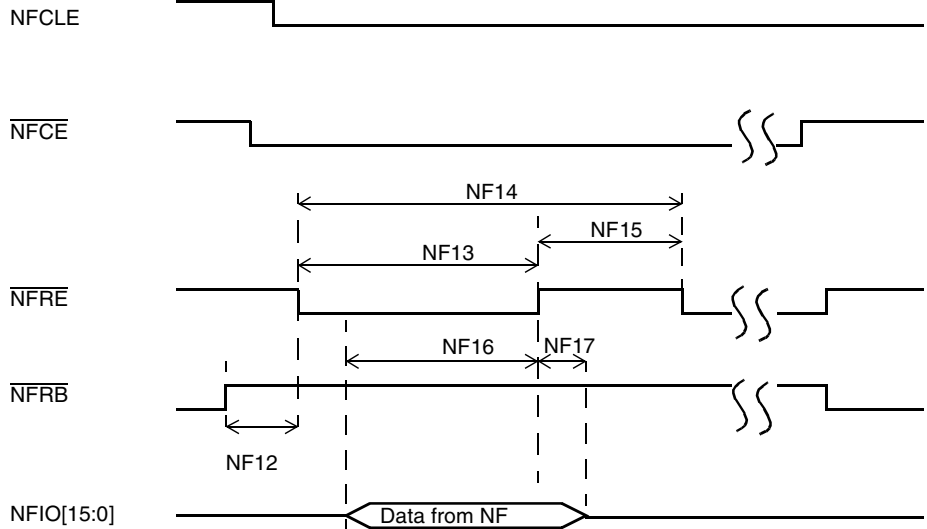 NFCLE
NFCE
NF14
NF15
NF13
NFRE
NF16
NF17
NFRB
NF12
NFIO[15:0]
Data from NF